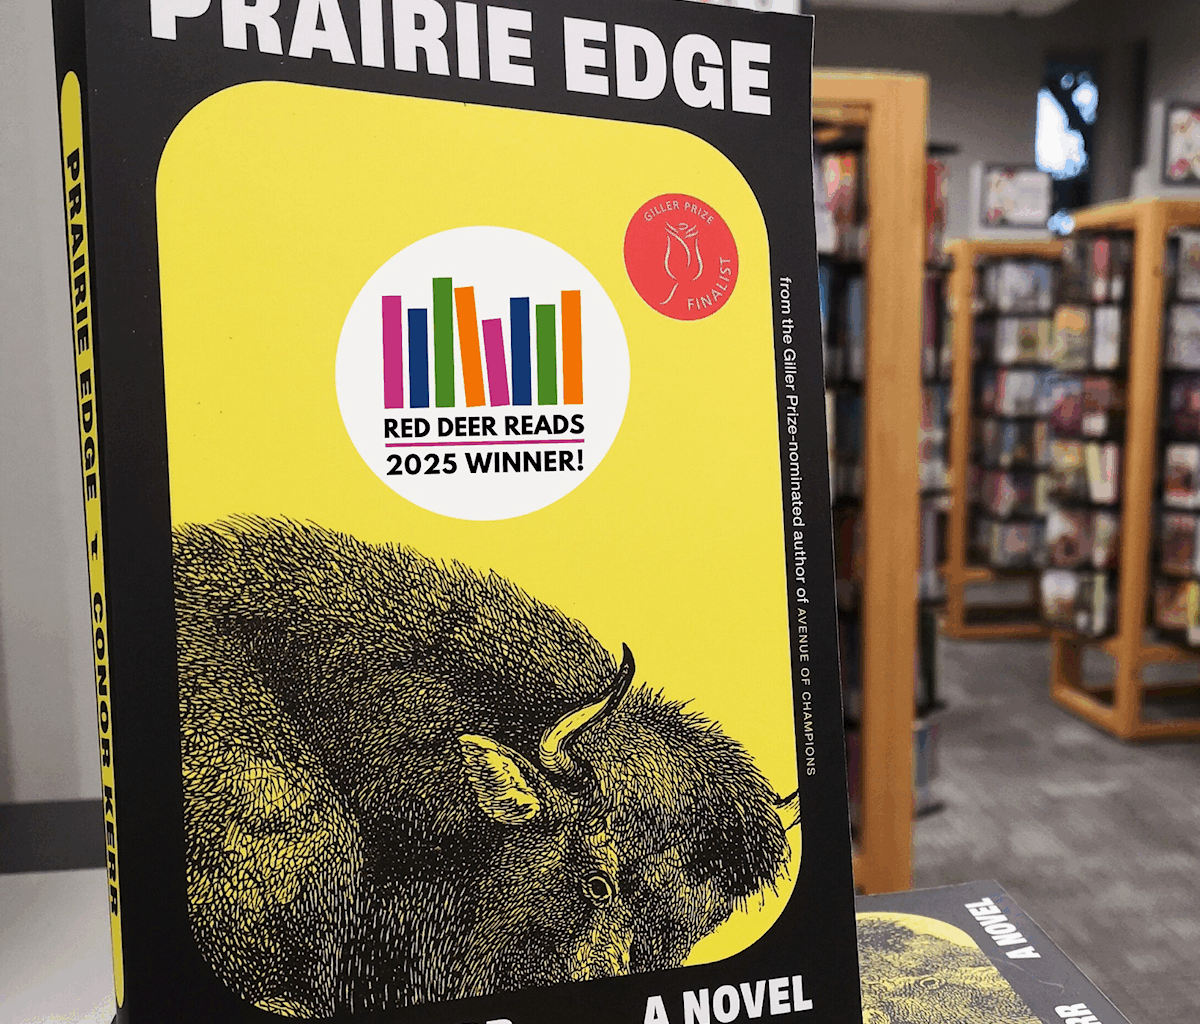 PRAIRIE EDGE
GILLER PRIZE
FINALIST
RED DEER READS
2025 WINNER!
from the Giller Prize-nominated author of AVENUE OF CHAMPIONS
A NOVEL
PRAIRIE EDGE
CONOR KERR
A NOVEL